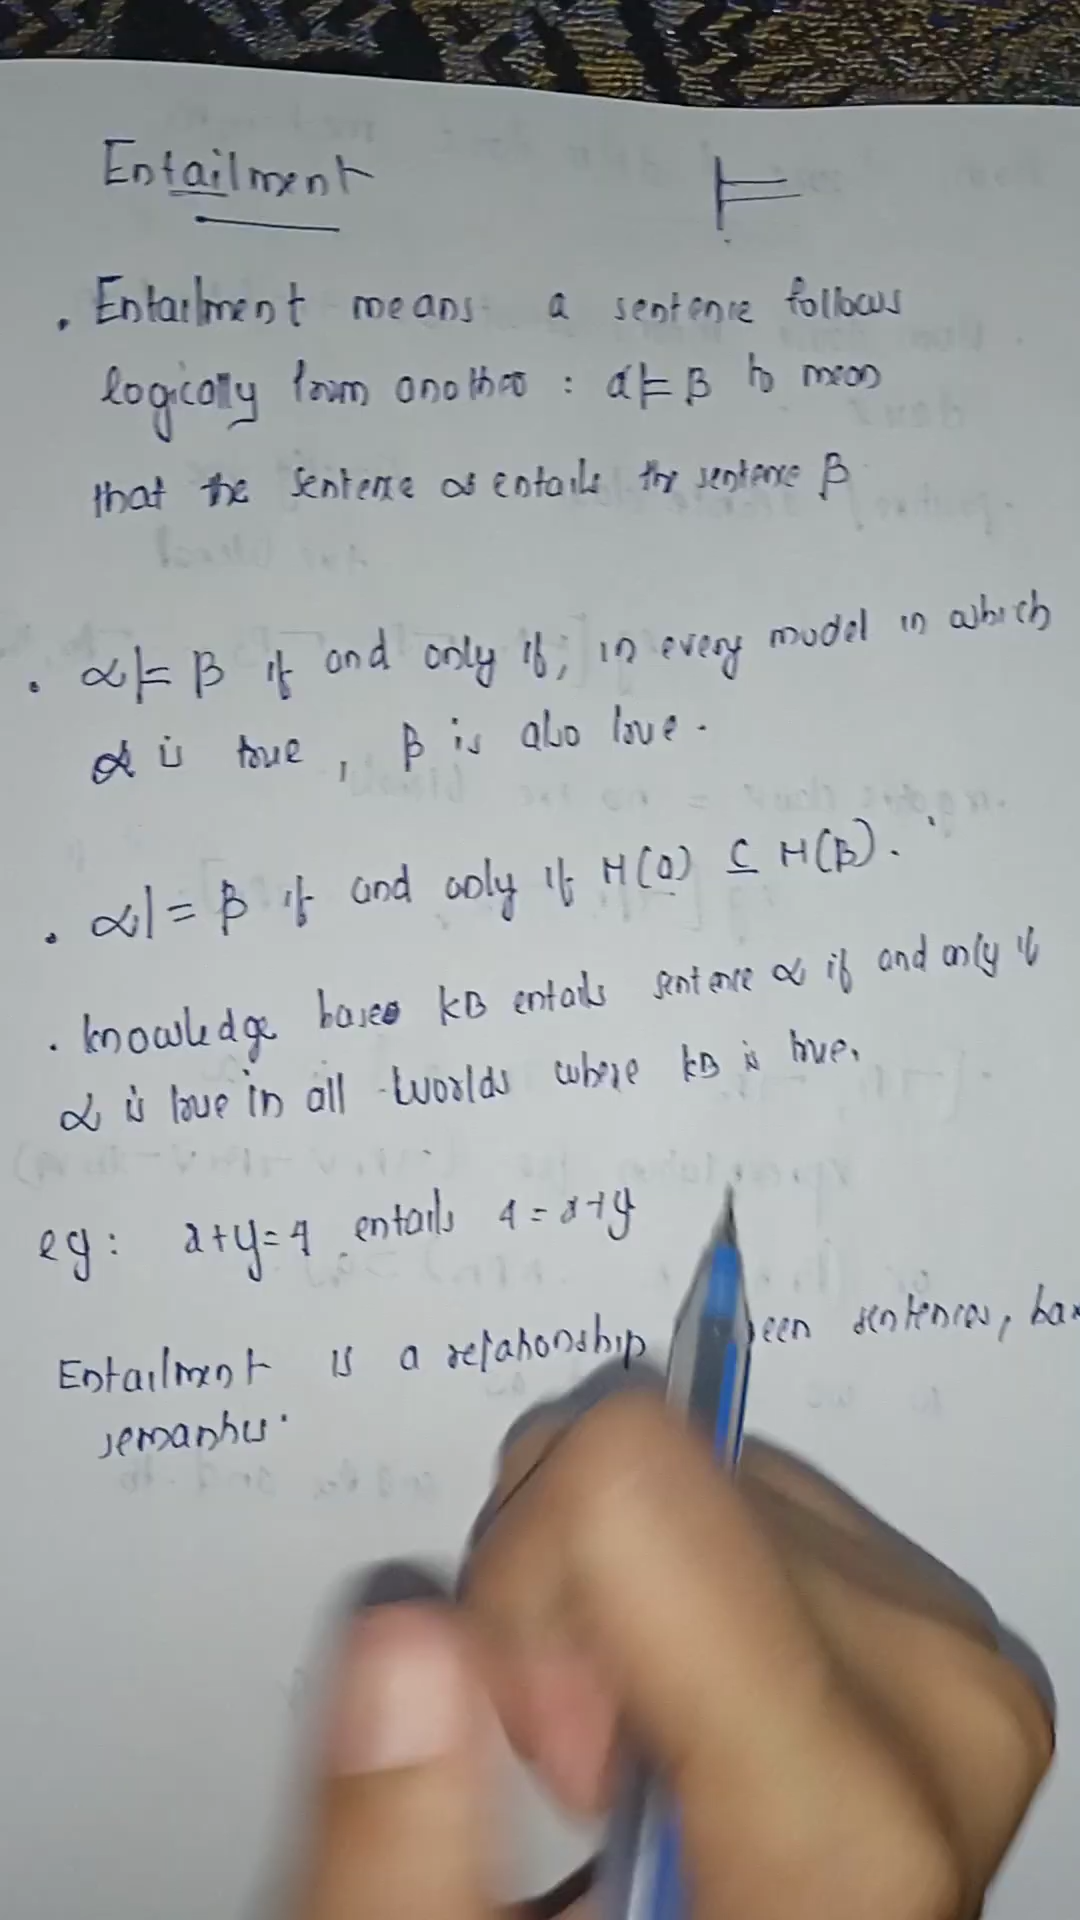 Entailment ⊨
. Entailment means a sentence follows
logically from another : α ⊨ β to mean
that the sentence α entails the sentence β
. α ⊨ β if and only if, in every model in which
α is true, β is also true.
. α |= β if and only if M(α) ⊆ M(β).
. knowledge bases KB entails sentence α if and only if
α is true in all worlds where KB is true.
eg: x+y=4 entails 4=x+y
Entailment is a relationship een sentences, ba
semantics.